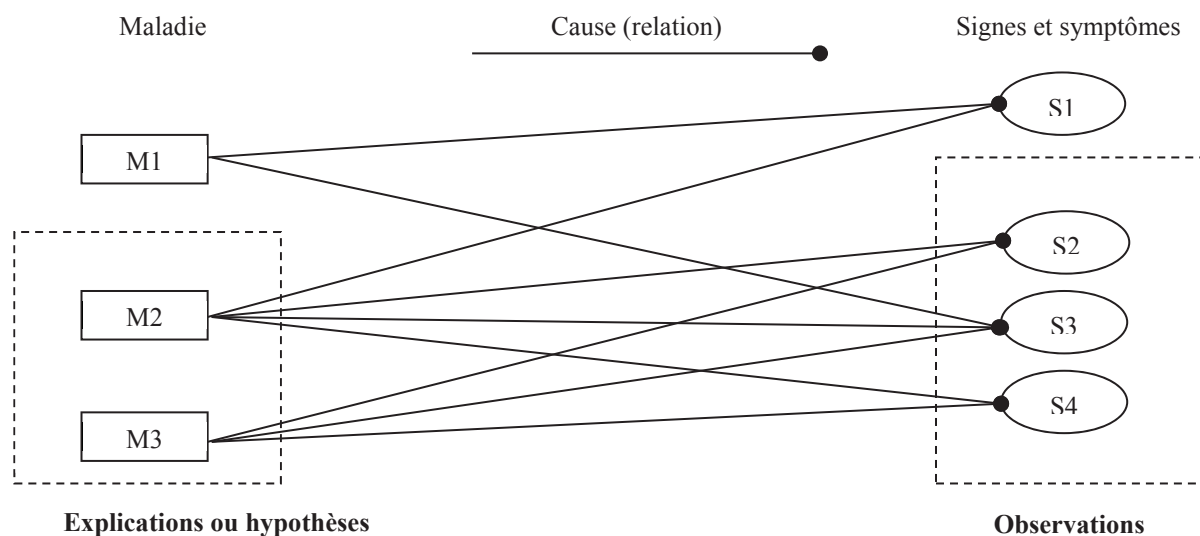 Maladie Cause (relation) Signes et symptômes
S1
M1
S2
M2
S3
S4
M3
Explications ou hypothèses Observations